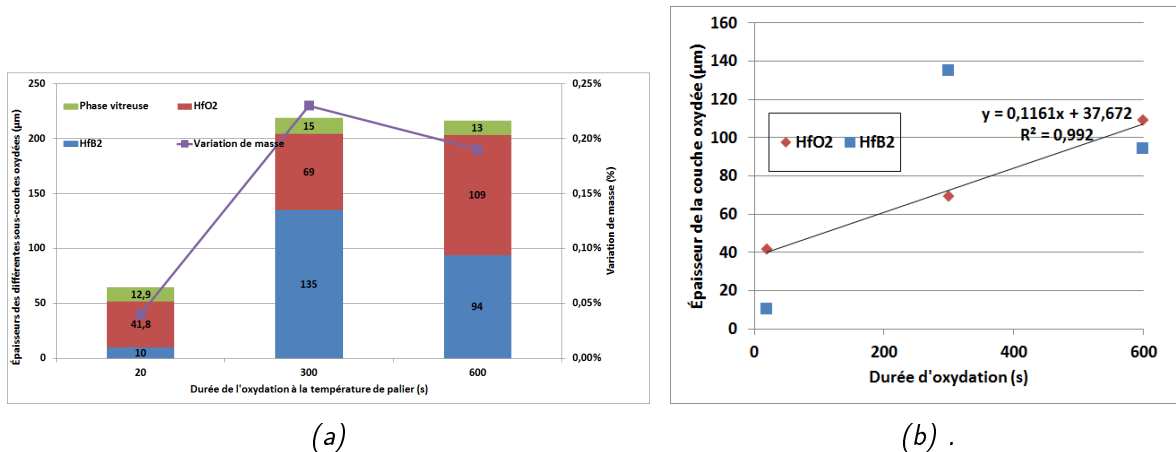 250
200
150
100
50
0
Épaisseurs des différentes sous-couches oxydées (µm)
Phase vitreuse
HfO2
HfB2
Variation de masse
12,9
41,8
10
15
69
135
13
109
94
0,25%
0,20%
0,15%
0,10%
0,05%
0,00%
Variation de masse (%)
20
300
600
Durée de l'oxydation à la température de palier (s)
(a)
160
140
120
100
80
60
40
20
0
Épaisseur de la couche oxydée (µm)
y = 0,1161x + 37,672
R² = 0,992
HfO2
HfB2
0
200
400
600
Durée d'oxydation (s)
(b) .